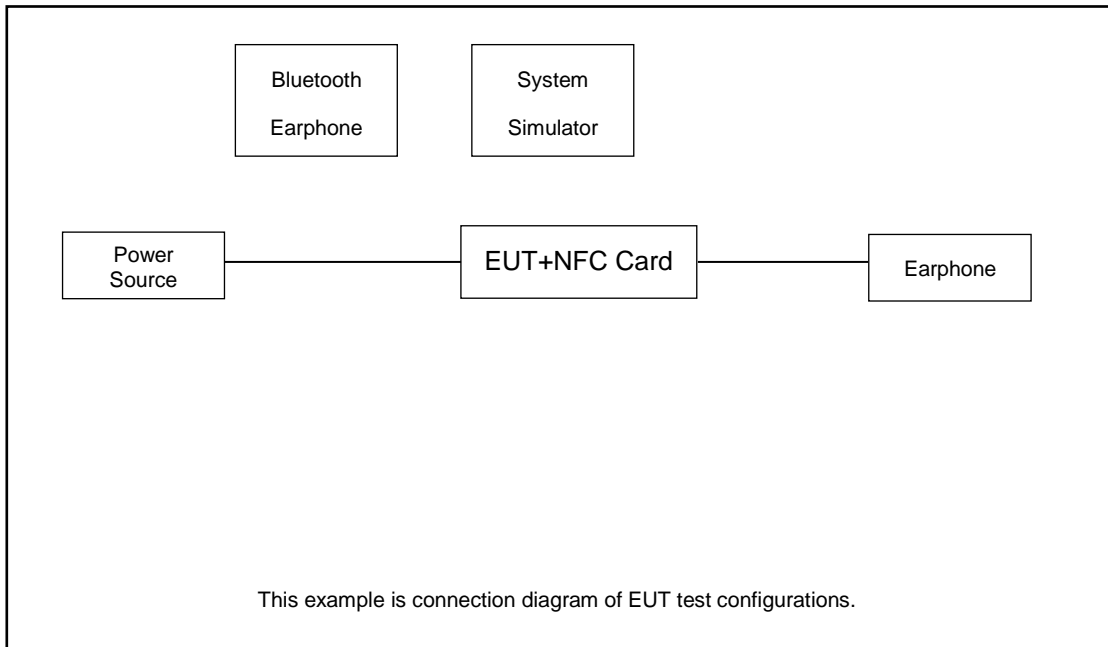 Bluetooth
Earphone
System
Simulator
Power
Source
EUT+NFC Card
Earphone
This example is connection diagram of EUT test configurations.